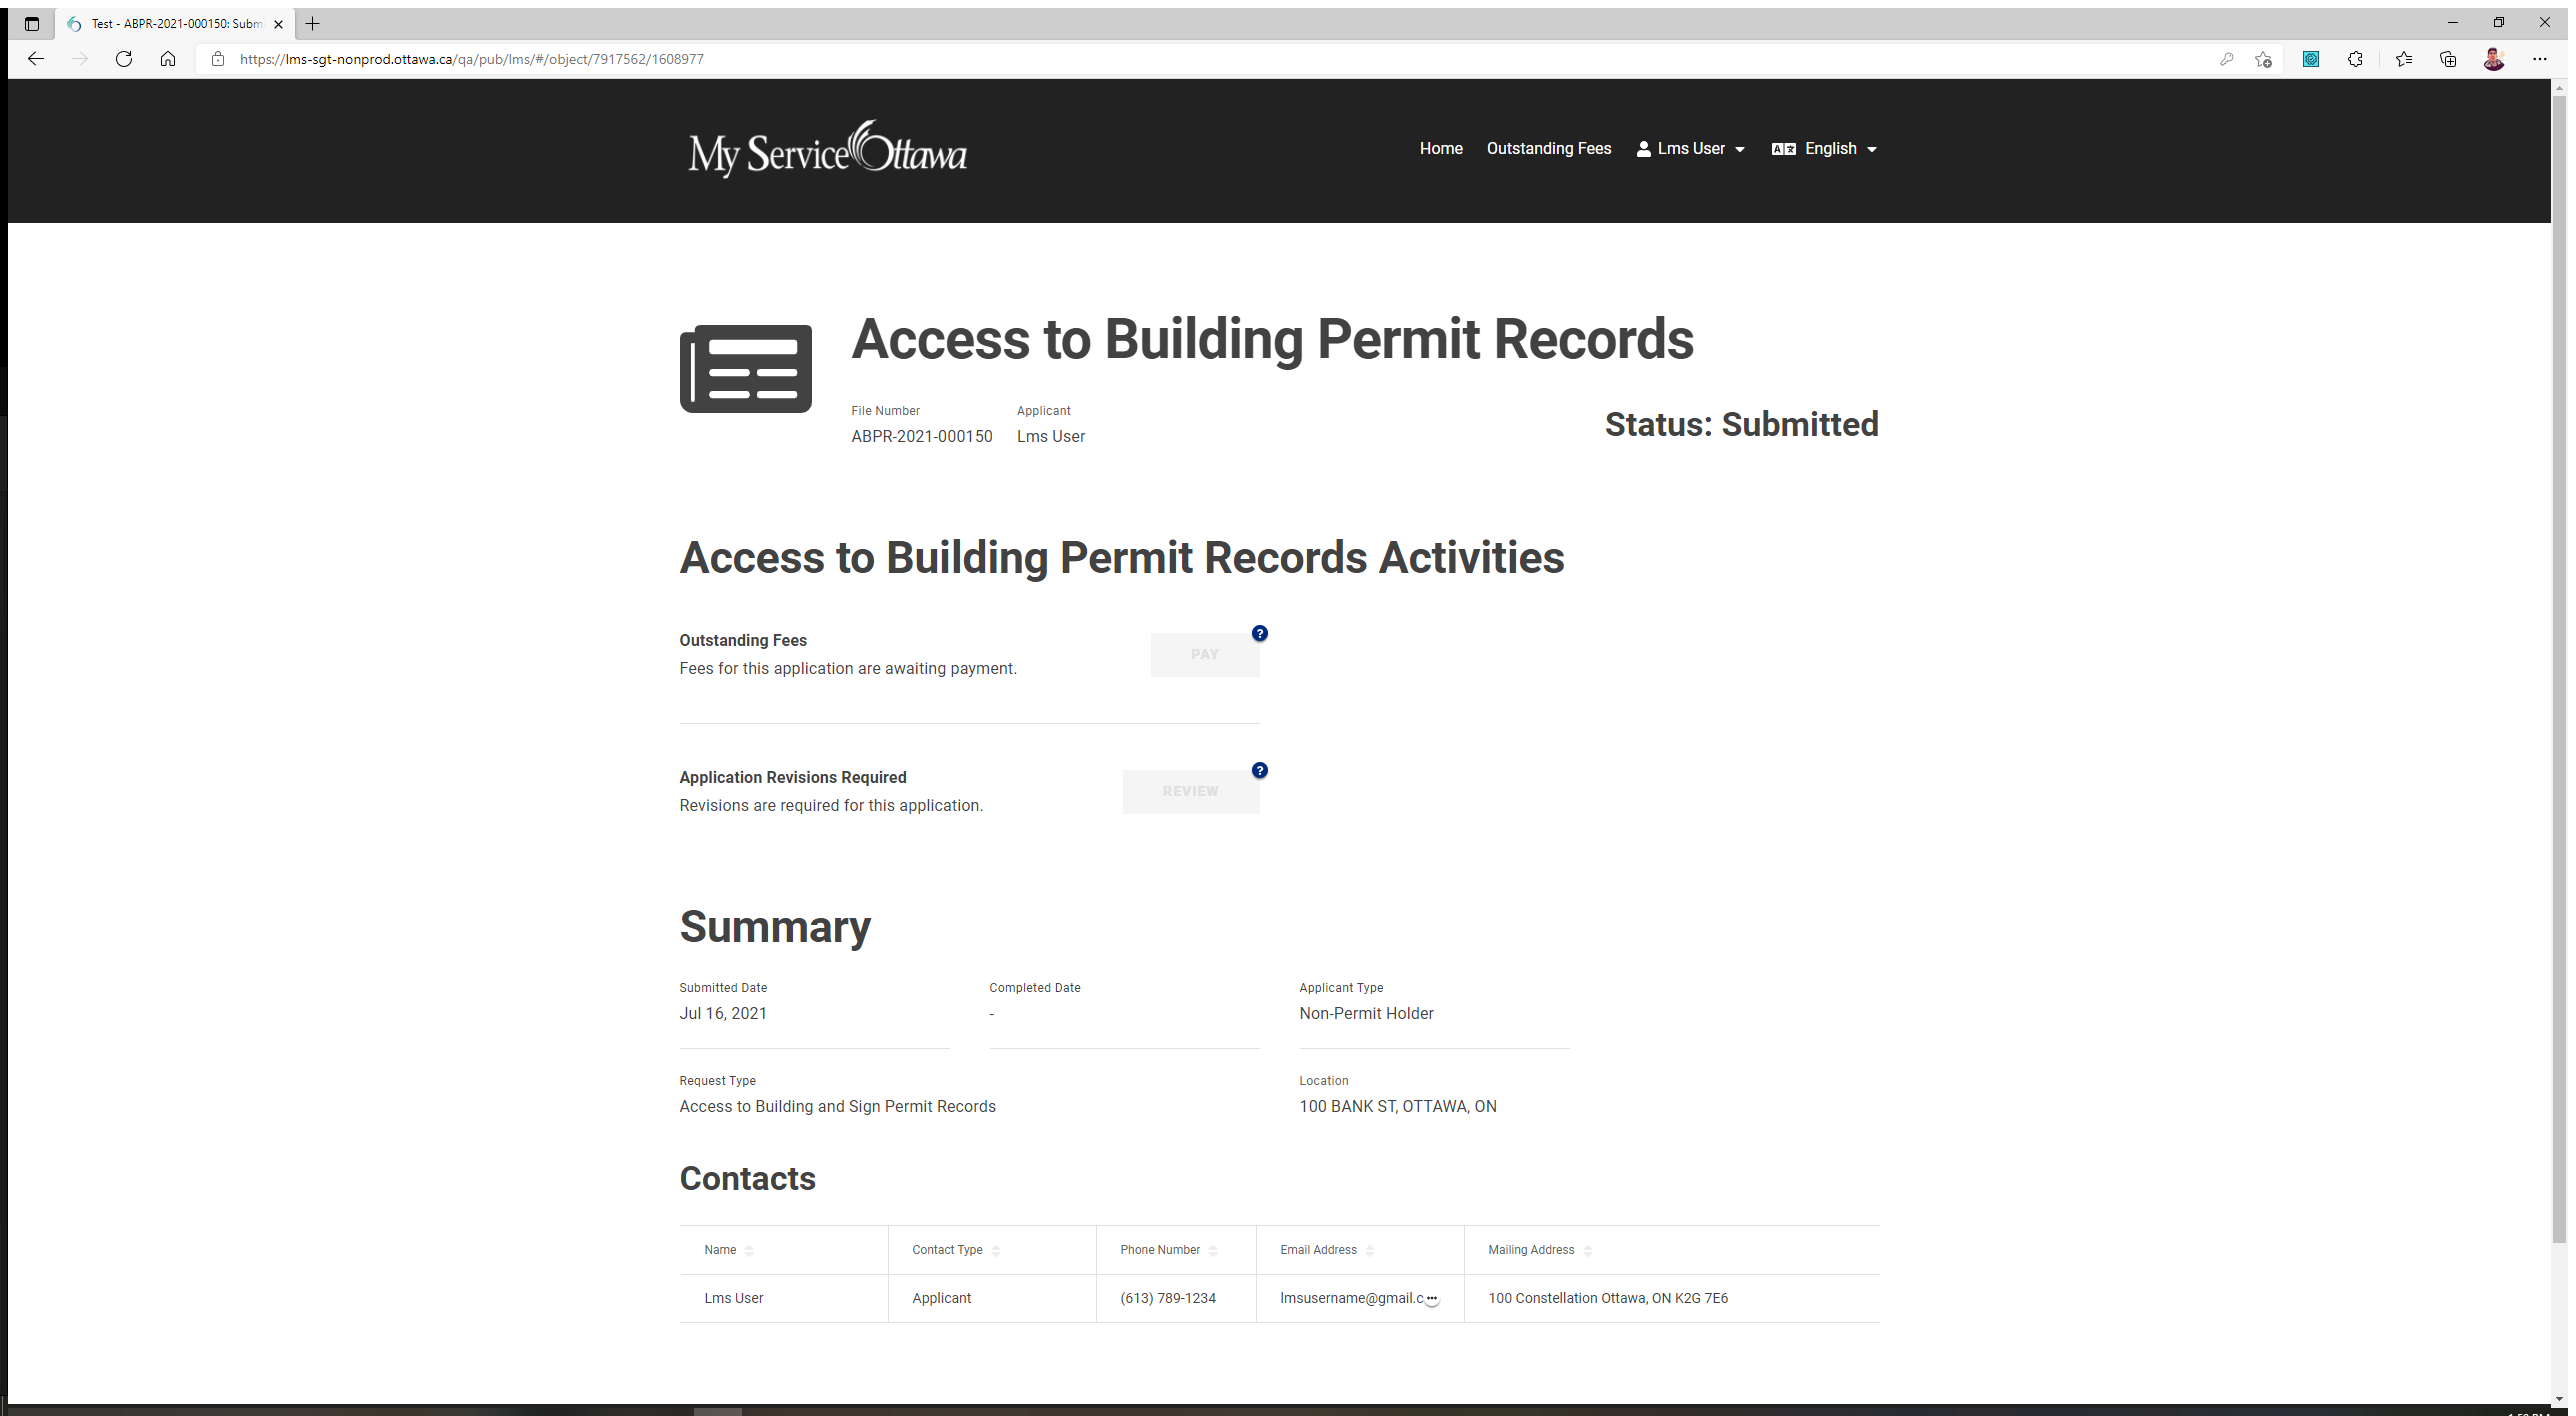 Test - ABPR-2021-000150: Subm
https://lms-sgt-nonprod.ottawa.ca/qa/pub/lms/#/object/7917562/1608977
My Service Ottawa
Home Outstanding Fees Lms User English
Access to Building Permit Records
File Number Applicant
ABPR-2021-000150 Lms User
Status: Submitted
Access to Building Permit Records Activities
Outstanding Fees
Fees for this application are awaiting payment.
PAY
?
Application Revisions Required
Revisions are required for this application.
REVIEW
?
Summary
Submitted Date Completed Date Applicant Type
Jul 16, 2021 - Non-Permit Holder
Request Type Location
Access to Building and Sign Permit Records 100 BANK ST, OTTAWA, ON
Contacts
Name Contact Type Phone Number Email Address Mailing Address
Lms User Applicant (613) 789-1234 lmsusername@gmail.c... 100 Constellation Ottawa, ON K2G 7E6